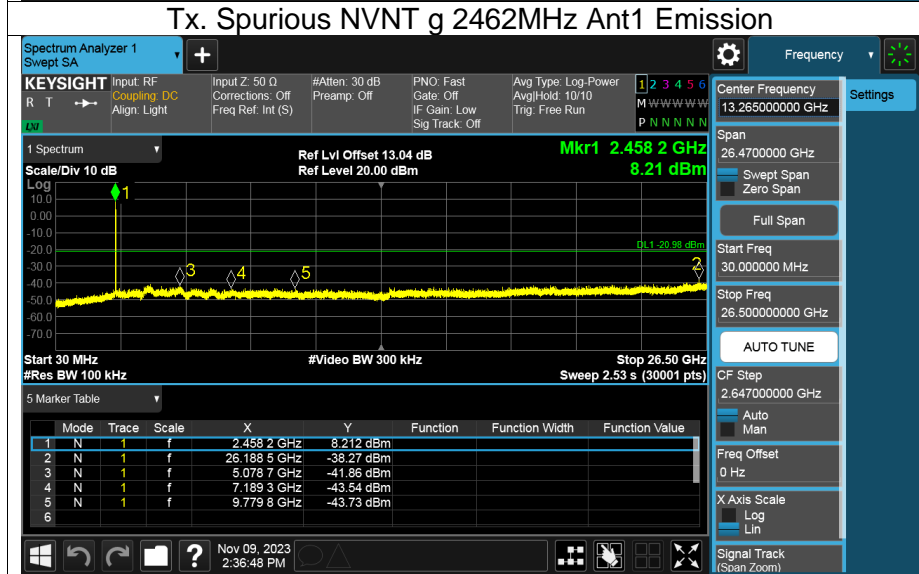 Tx. Spurious NVNT g 2462MHz Ant1 Emission
Spectrum Analyzer 1
Swept SA
+
Frequency
KEYSIGHT
R T
LXI
Input: RF
Coupling: DC
Align: Light
Input Z: 50 Ω
Corrections: Off
Freq Ref: Int (S)
#Atten: 30 dB
Preamp: Off
PNO: Fast
Gate: Off
IF Gain: Low
Sig Track: Off
Avg Type: Log-Power
Avg|Hold: 10/10
Trig: Free Run
1 2 3 4 5 6
M W W W W W
P N N N N N
1 Spectrum
Scale/Div 10 dB
Ref Lvl Offset 13.04 dB
Ref Level 20.00 dBm
Mkr1 2.458 2 GHz
8.21 dBm
Log
10.0
0.00
-10.0
-20.0
-30.0
-40.0
-50.0
-60.0
-70.0
1
3
4
5
2
DL1 -20.98 dBm
Start 30 MHz
#Res BW 100 kHz
#Video BW 300 kHz
Stop 26.50 GHz
Sweep 2.53 s (30001 pts)
5 Marker Table
Mode Trace Scale X Y Function Function Width Function Value
1 N 1 f 2.458 2 GHz 8.212 dBm
2 N 1 f 26.188 5 GHz -38.27 dBm
3 N 1 f 5.078 7 GHz -41.86 dBm
4 N 1 f 7.189 3 GHz -43.54 dBm
5 N 1 f 9.779 8 GHz -43.73 dBm
6
?
Nov 09, 2023
2:36:48 PM
Center Frequency
13.265000000 GHz
Span
26.4700000 GHz
Swept Span
Zero Span
Full Span
Start Freq
30.000000 MHz
Stop Freq
26.500000000 GHz
AUTO TUNE
CF Step
2.647000000 GHz
Auto
Man
Freq Offset
0 Hz
X Axis Scale
Log
Lin
Signal Track
(Span Zoom)
Settings